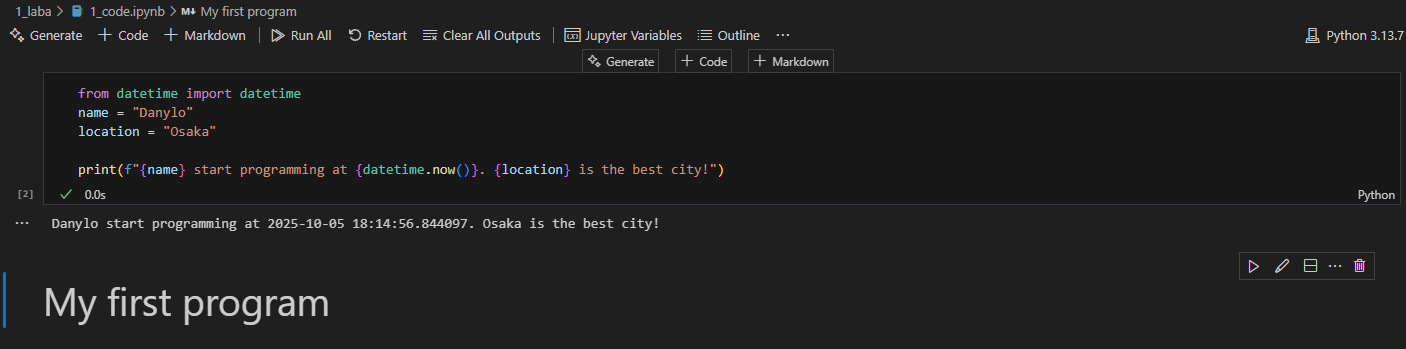 1_laba > 1_code.ipynb > M↓ My first program
Generate + Code + Markdown | Run All Restart Clear All Outputs | Jupyter Variables Outline ... Python 3.13.7
Generate + Code + Markdown
from datetime import datetime
name = "Danylo"
location = "Osaka"
print(f"{name} start programming at {datetime.now()}. {location} is the best city!")
[2] ✓ 0.0s Python
... Danylo start programming at 2025-10-05 18:14:56.844097. Osaka is the best city!
My first program